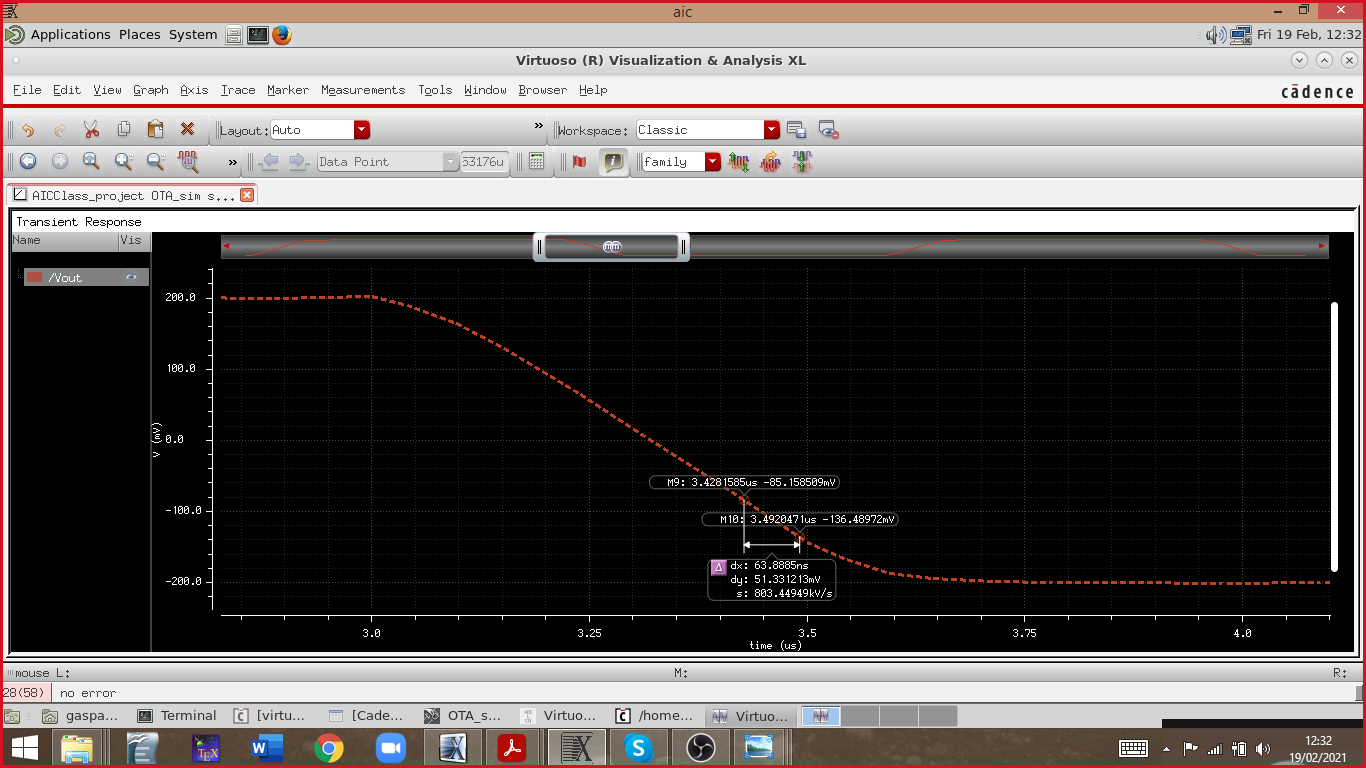 aic
Applications Places System Fri 19 Feb, 12:32
Virtuoso (R) Visualization & Analysis XL
File Edit View Graph Axis Trace Marker Measurements Tools Window Browser Help cādence
Layout: Auto » Workspace: Classic
» Data Point 53176u family
AICClass_project OTA_sim s...
Transient Response
Name Vis
/Vout
200.0
100.0
V (mV)
0.0
M9: 3.4281585us -85.158509mV
-100.0
M10: 3.4920471us -136.48972mV
Δ dx: 63.8885ns
dy: 51.331213mV
s: 803.44949kV/s
-200.0
3.0 3.25 3.5 3.75 4.0
time (us)
mouse L: M: R:
28(58) no error
gaspa... Terminal [virtu... [Cade... OTA_s... Virtuo... /home... Virtuo...
12:32
19/02/2021